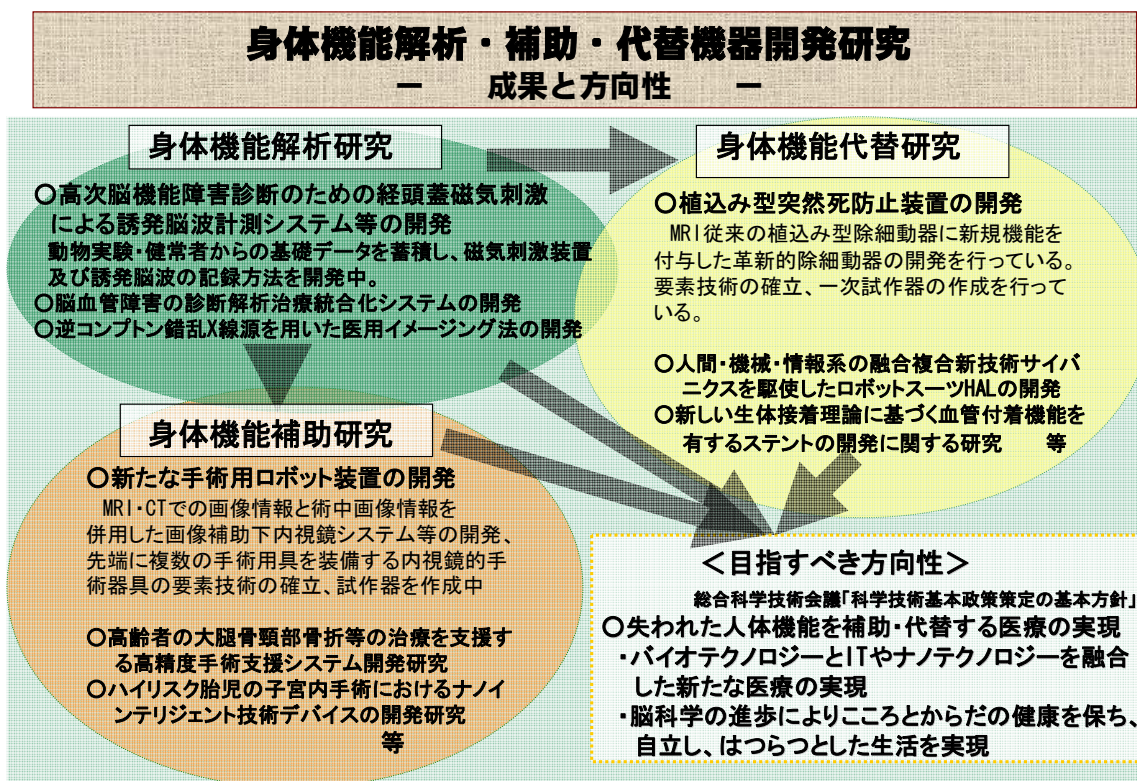 身体機能解析・補助・代替機器開発研究
－　成果と方向性　－
身体機能解析研究
○高次脳機能障害診断のための経頭蓋磁気刺激
による誘発脳波計測システム等の開発
動物実験・健常者からの基礎データを蓄積し、磁気刺激装置
及び誘発脳波の記録方法を開発中。
○脳血管障害の診断解析治療統合化システムの開発
○逆コンプトン錯乱X線源を用いた医用イメージング法の開発
身体機能代替研究
○植込み型突然死防止装置の開発
MRI従来の植込み型除細動器に新規機能を
付与した革新的除細動器の開発を行っている。
要素技術の確立、一次試作器の作成を行って
いる。
○人間・機械・情報系の融合複合新技術サイバ
ニクスを駆使したロボットスーツHALの開発
○新しい生体接着理論に基づく血管付着機能を
有するステントの開発に関する研究　等
身体機能補助研究
○新たな手術用ロボット装置の開発
MRI・CTでの画像情報と術中画像情報を
併用した画像補助下内視鏡システム等の開発、
先端に複数の手術用具を装備する内視鏡的手
術器具の要素技術の確立、試作器を作成中
○高齢者の大腿骨頸部骨折等の治療を支援す
る高精度手術支援システム開発研究
○ハイリスク胎児の子宮内手術におけるナノイ
ンテリジェント技術デバイスの開発研究
等
＜目指すべき方向性＞
総合科学技術会議「科学技術基本政策策定の基本方針」
○失われた人体機能を補助・代替する医療の実現
・バイオテクノロジーとITやナノテクノロジーを融合
した新たな医療の実現
・脳科学の進歩によりこころとからだの健康を保ち、
自立し、はつらつとした生活を実現